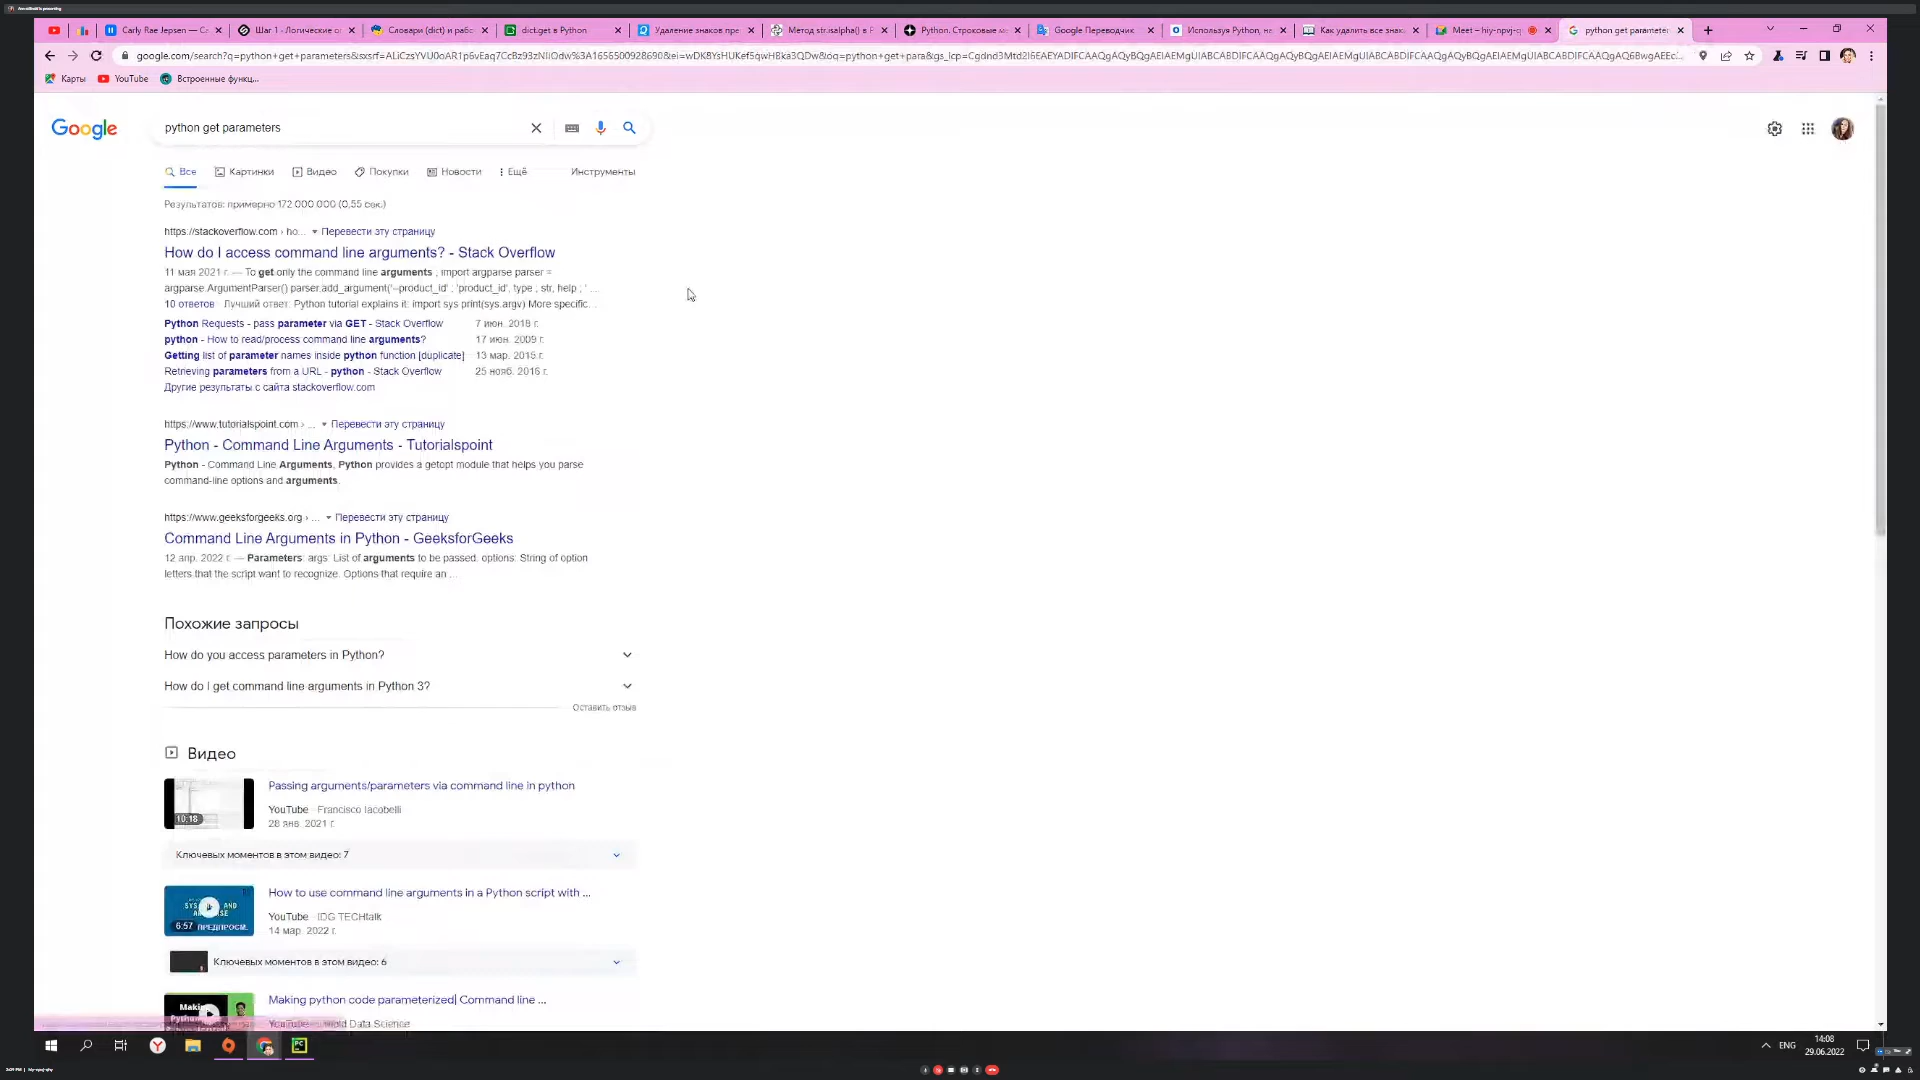 Carly Rae Jepsen — Ca
Шаг 1 - Логические оп
Словари (dict) и рабо
dict.get в Python
Удаление знаков пре
Метод str.isalpha() в P
Python. Строковые м
Google Переводчик
Используя Python, на
Как удалить все знак
Meet – hiy-npvj-q
python get parameter
Карты
YouTube
Встроенные функц...
Google
python get parameters
Все
Картинки
Видео
Покупки
Новости
Ещё
Инструменты
Результатов: примерно 172 000 000 (0,55 сек.)
https://stackoverflow.com › ho... Перевести эту страницу
How do I access command line arguments? - Stack Overflow
11 мая 2021 г. — To get only the command line arguments , import argparse parser =
argparse.ArgumentParser() parser.add_argument('--product_id' ; 'product_id', type ; str, help ; ' ...
10 ответов · Лучший ответ: Python tutorial explains it: import sys print(sys.argv) More specific...
Python Requests - pass parameter via GET - Stack Overflow 7 июн. 2018 г.
python - How to read/process command line arguments? 17 июн. 2009 г.
Getting list of parameter names inside python function [duplicate] 13 мар. 2015 г.
Retrieving parameters from a URL - python - Stack Overflow 25 нояб. 2016 г.
Другие результаты с сайта stackoverflow.com
https://www.tutorialspoint.com › ... Перевести эту страницу
Python - Command Line Arguments - Tutorialspoint
Python - Command Line Arguments, Python provides a getopt module that helps you parse
command-line options and arguments.
https://www.geeksforgeeks.org › ... Перевести эту страницу
Command Line Arguments in Python - GeeksforGeeks
12 апр. 2022 г. — Parameters: args: List of arguments to be passed. options: String of option
letters that the script want to recognize. Options that require an ...
Похожие запросы
How do you access parameters in Python?
How do I get command line arguments in Python 3?
Оставить отзыв
Видео
10:18
Passing arguments/parameters via command line in python
YouTube · Francisco Iacobelli
28 янв. 2021 г.
Ключевых моментов в этом видео: 7
6:57
ПРЕДПРОСМ.
How to use command line arguments in a Python script with ...
YouTube · IDG TECHtalk
14 мар. 2022 г.
Ключевых моментов в этом видео: 6
Making python code parameterized| Command line ...
Data Science
ENG
14:08
29.06.2022